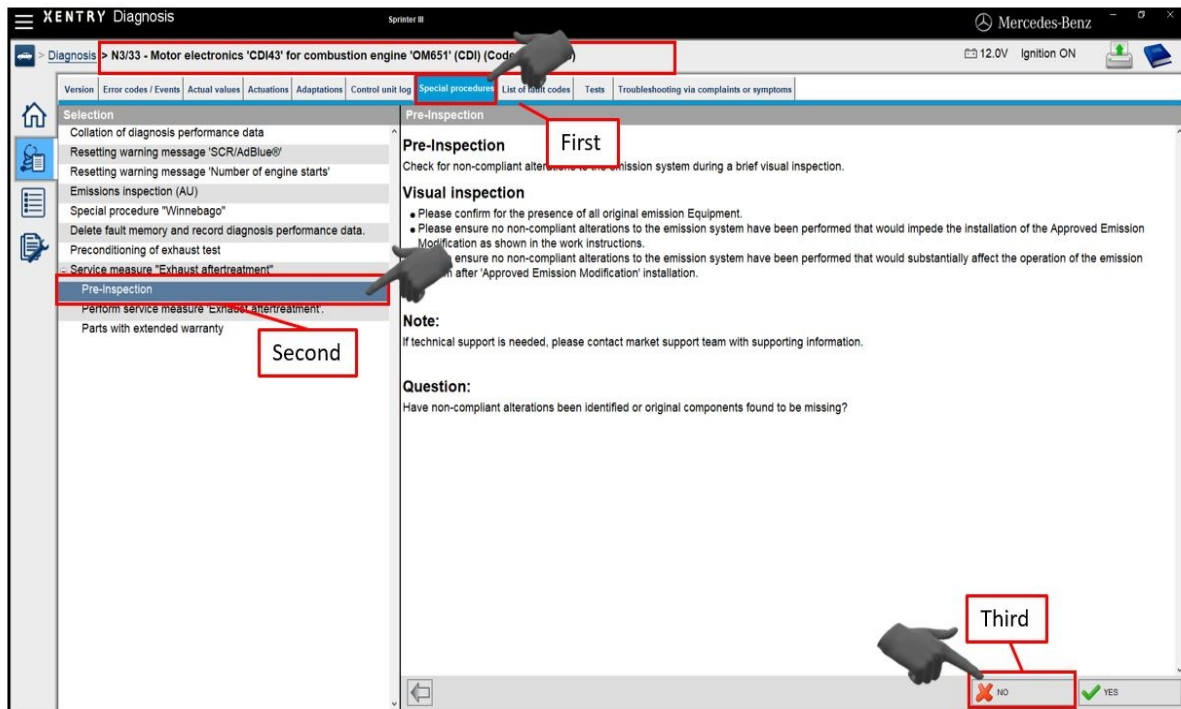 XENTRY Diagnosis
Sprinter III
Mercedes-Benz
> Diagnosis > N3/33 - Motor electronics 'CDI43' for combustion engine 'OM651' (CDI)
12.0V Ignition ON
Version Error codes / Events Actual values Actuations Adaptations Control unit log Special procedures List of fault codes Tests Troubleshooting via complaints or symptoms
Selection
Collation of diagnosis performance data
Resetting warning message 'SCR/AdBlue®'
Resetting warning message 'Number of engine starts'
Emissions inspection (AU)
Special procedure "Winnebago"
Delete fault memory and record diagnosis performance data.
Preconditioning of exhaust test
Service measure "Exhaust aftertreatment"
Pre-Inspection
Perform service measure 'Exhaust aftertreatment'.
Parts with extended warranty
First
Second
Pre-Inspection
Pre-Inspection
Check for non-compliant alterations to the emission system during a brief visual inspection.
Visual inspection
• Please confirm for the presence of all original emission Equipment.
• Please ensure no non-compliant alterations to the emission system have been performed that would impede the installation of the Approved Emission
Modification as shown in the work instructions.
ensure no non-compliant alterations to the emission system have been performed that would substantially affect the operation of the emission
after 'Approved Emission Modification' installation.
Note:
If technical support is needed, please contact market support team with supporting information.
Question:
Have non-compliant alterations been identified or original components found to be missing?
Third
NO
YES